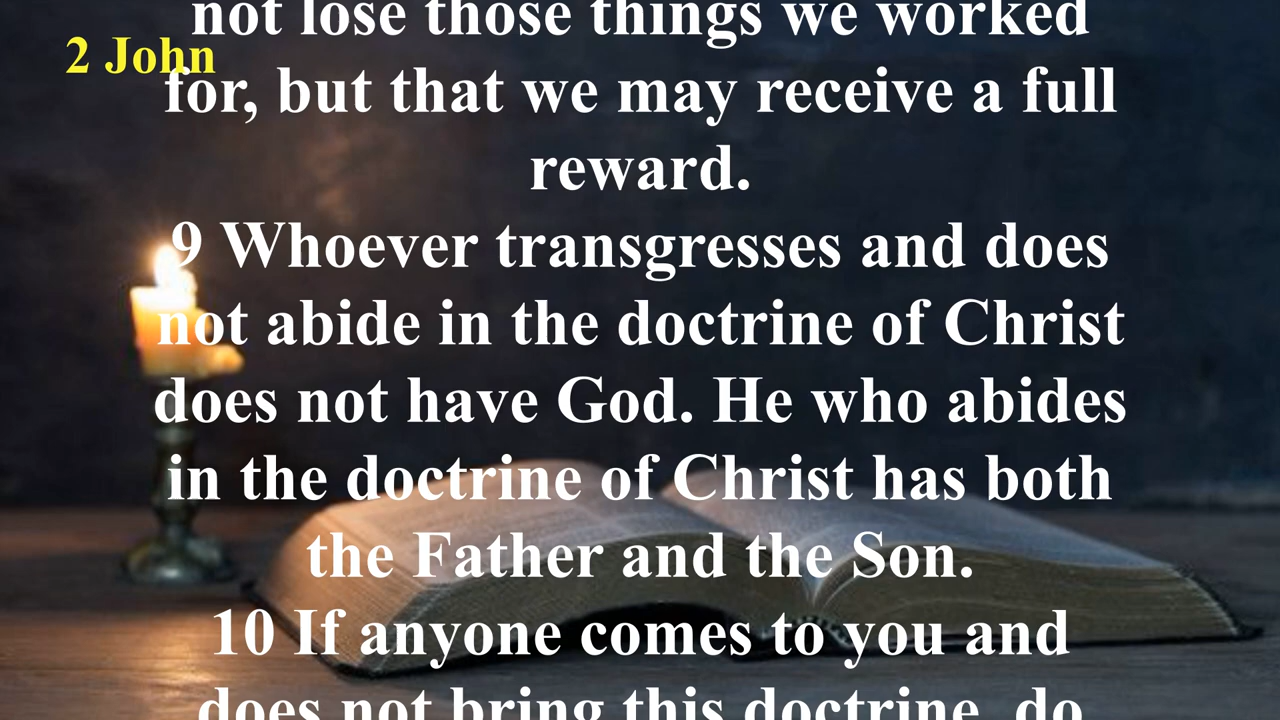 not lose those things we worked
2 John
for, but that we may receive a full
reward.
9 Whoever transgresses and does
not abide in the doctrine of Christ
does not have God. He who abides
in the doctrine of Christ has both
the Father and the Son.
10 If anyone comes to you and
does not bring this doctrine, do